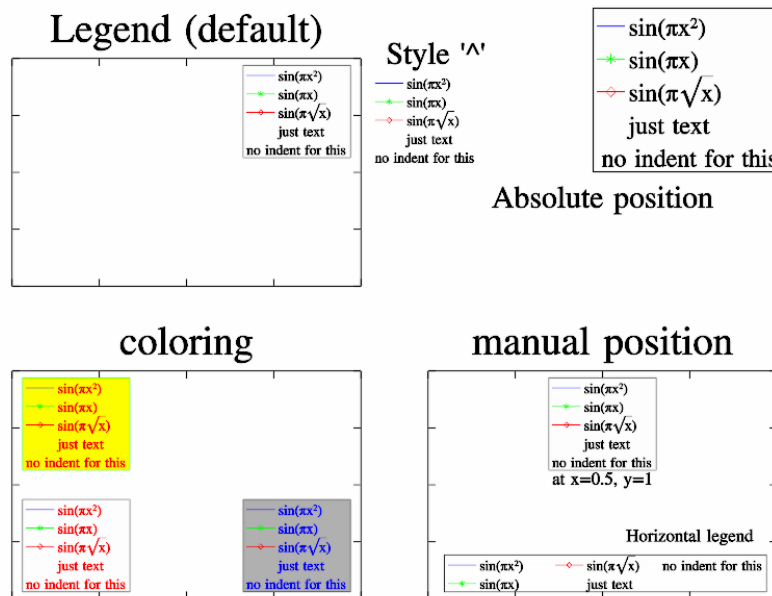 Legend (default)
sin(πx²)
sin(πx)
sin(π√x)
just text
no indent for this
Style '^'
sin(πx²)
sin(πx)
sin(π√x)
just text
no indent for this
sin(πx²)
sin(πx)
sin(π√x)
just text
no indent for this
Absolute position
coloring
sin(πx²)
sin(πx)
sin(π√x)
just text
no indent for this
sin(πx²)
sin(πx)
sin(π√x)
just text
no indent for this
sin(πx²)
sin(πx)
sin(π√x)
just text
no indent for this
manual position
sin(πx²)
sin(πx)
sin(π√x)
just text
no indent for this
at x=0.5, y=1
Horizontal legend
sin(πx²) sin(π√x) no indent for this
sin(πx) just text